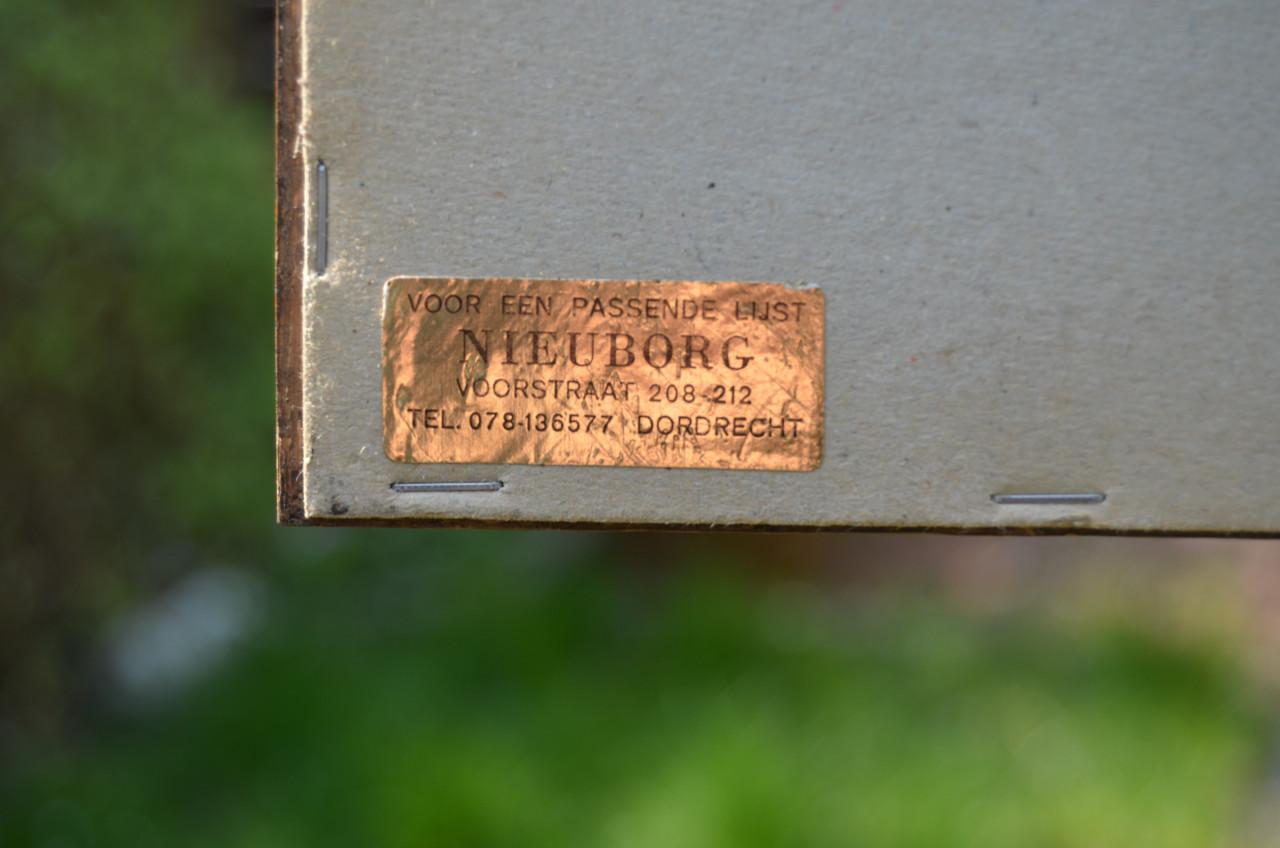 VOOR EEN PASSENDE LIJST
NIEUBORG
VOORSTRAAT 208-212
TEL. 078-136577 DORDRECHT